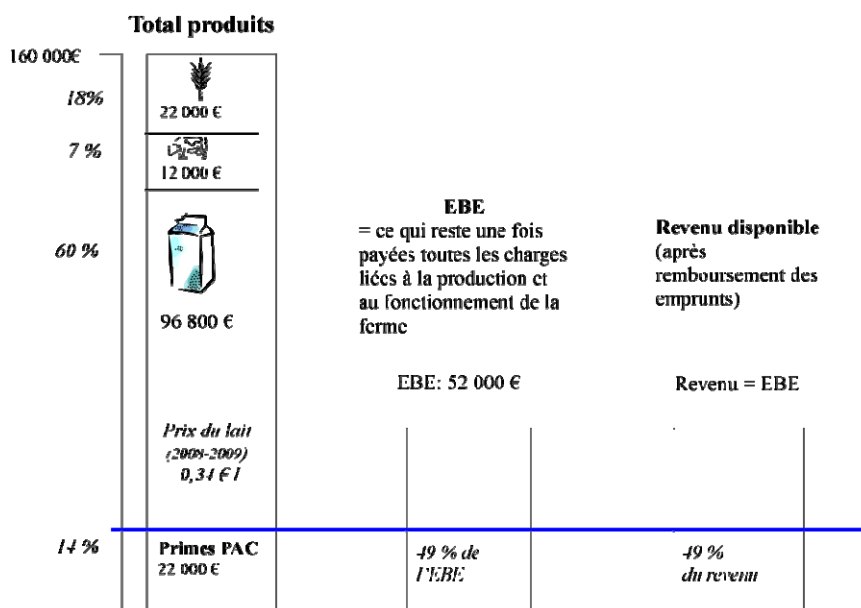 Total produits
160 000€
18%
22 000 €
7 %
12 000 €
60 %
96 800 €
Prix du lait
(2008-2009)
0,34 € l
14 %
Primes PAC
22 000 €
EBE
= ce qui reste une fois
payées toutes les charges
liées à la production et
au fonctionnement de la
ferme
EBE: 52 000 €
49 % de
l'EBE
Revenu disponible
(après
remboursement des
emprunts)
Revenu = EBE
49 %
du revenu